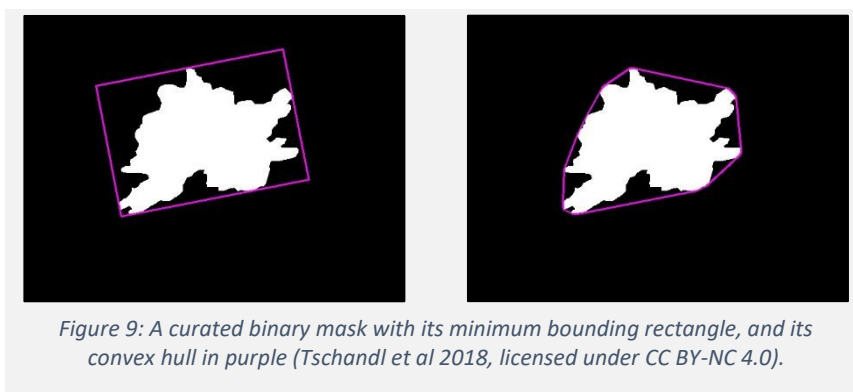 Figure 9: A curated binary mask with its minimum bounding rectangle, and its
convex hull in purple (Tschandl et al 2018, licensed under CC BY-NC 4.0).